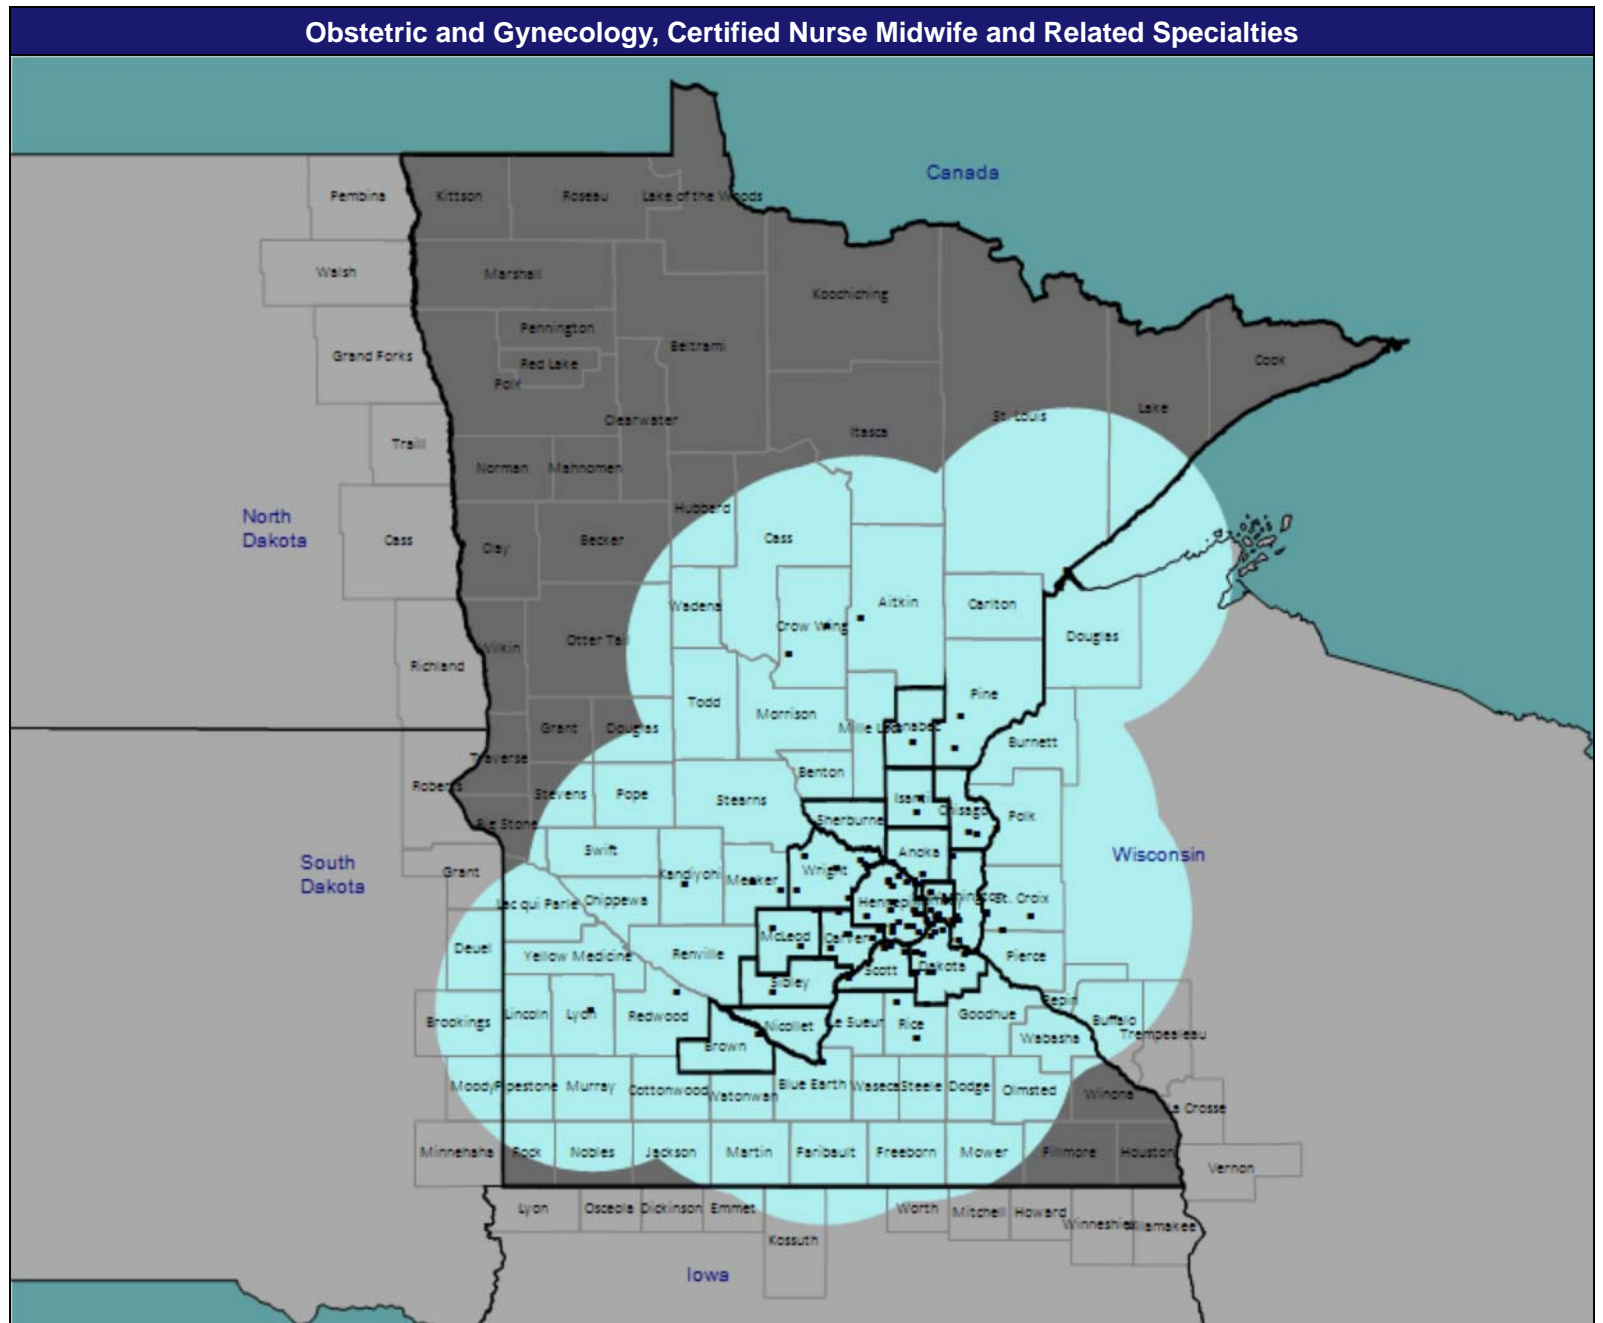 Obstetric and Gynecology, Certified Nurse Midwife and Related Specialties
Canada
Pembina
Kittson
Roseau
Lake of the Woods
Walsh
Marshall
Koochiching
Pennington
Beltrami
Grand Forks
Red Lake
Polk
Cook
Lake
St. Louis
Clearwater
Itasca
Traill
Norman
Mahnomen
Hubbard
North
Dakota
Cass
Clay
Becker
Cass
Wadena
Aitkin
Carlton
Crow Wing
Douglas
Otter Tail
Wilkin
Richland
Todd
Morrison
Pine
Grant
Douglas
Mille Lacs
Kanabec
Burnett
Traverse
Benton
Roberts
Stevens
Pope
Stearns
Isanti
Chisago
Polk
Big Stone
Sherburne
Swift
Anoka
South
Dakota
Wisconsin
Grant
Kandiyohi
Meeker
Wright
Lac qui Parle
Chippewa
Hennepin
Washington
St. Croix
Deuel
Yellow Medicine
Renville
McLeod
Carver
Scott
Dakota
Pierce
Sibley
Brookings
Lincoln
Lyon
Redwood
Nicollet
Le Sueur
Rice
Goodhue
Pepin
Wabasha
Buffalo
Trempealeau
Brown
Moody
Pipestone
Murray
Cottonwood
Watonwan
Blue Earth
Waseca
Steele
Dodge
Olmsted
Winona
La Crosse
Minnehaha
Rock
Nobles
Jackson
Martin
Faribault
Freeborn
Mower
Fillmore
Houston
Vernon
Lyon
Osceola
Dickinson
Emmet
Worth
Mitchell
Howard
Kossuth
Iowa